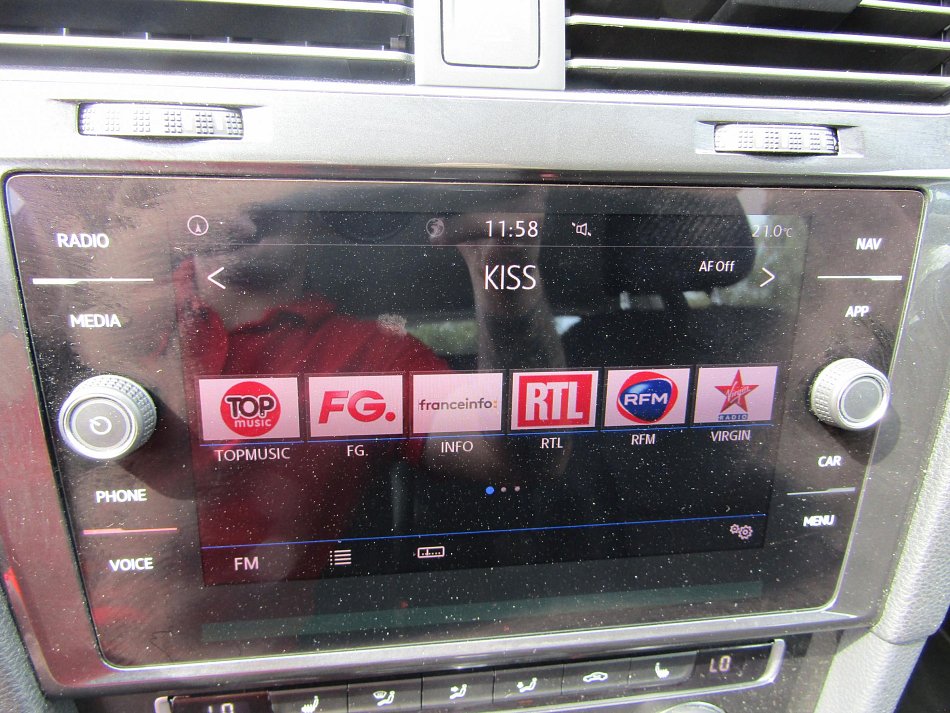 11:58
21.0°C
RADIO
NAV
KISS
AF Off
MEDIA
APP
TOP
MUSIC
FG.
franceinfo:
RTL
RFM
Virgin
RADIO
TOPMUSIC
FG.
INFO
RTL
RFM
VIRGIN
CAR
PHONE
MENU
VOICE
FM
LO
LO